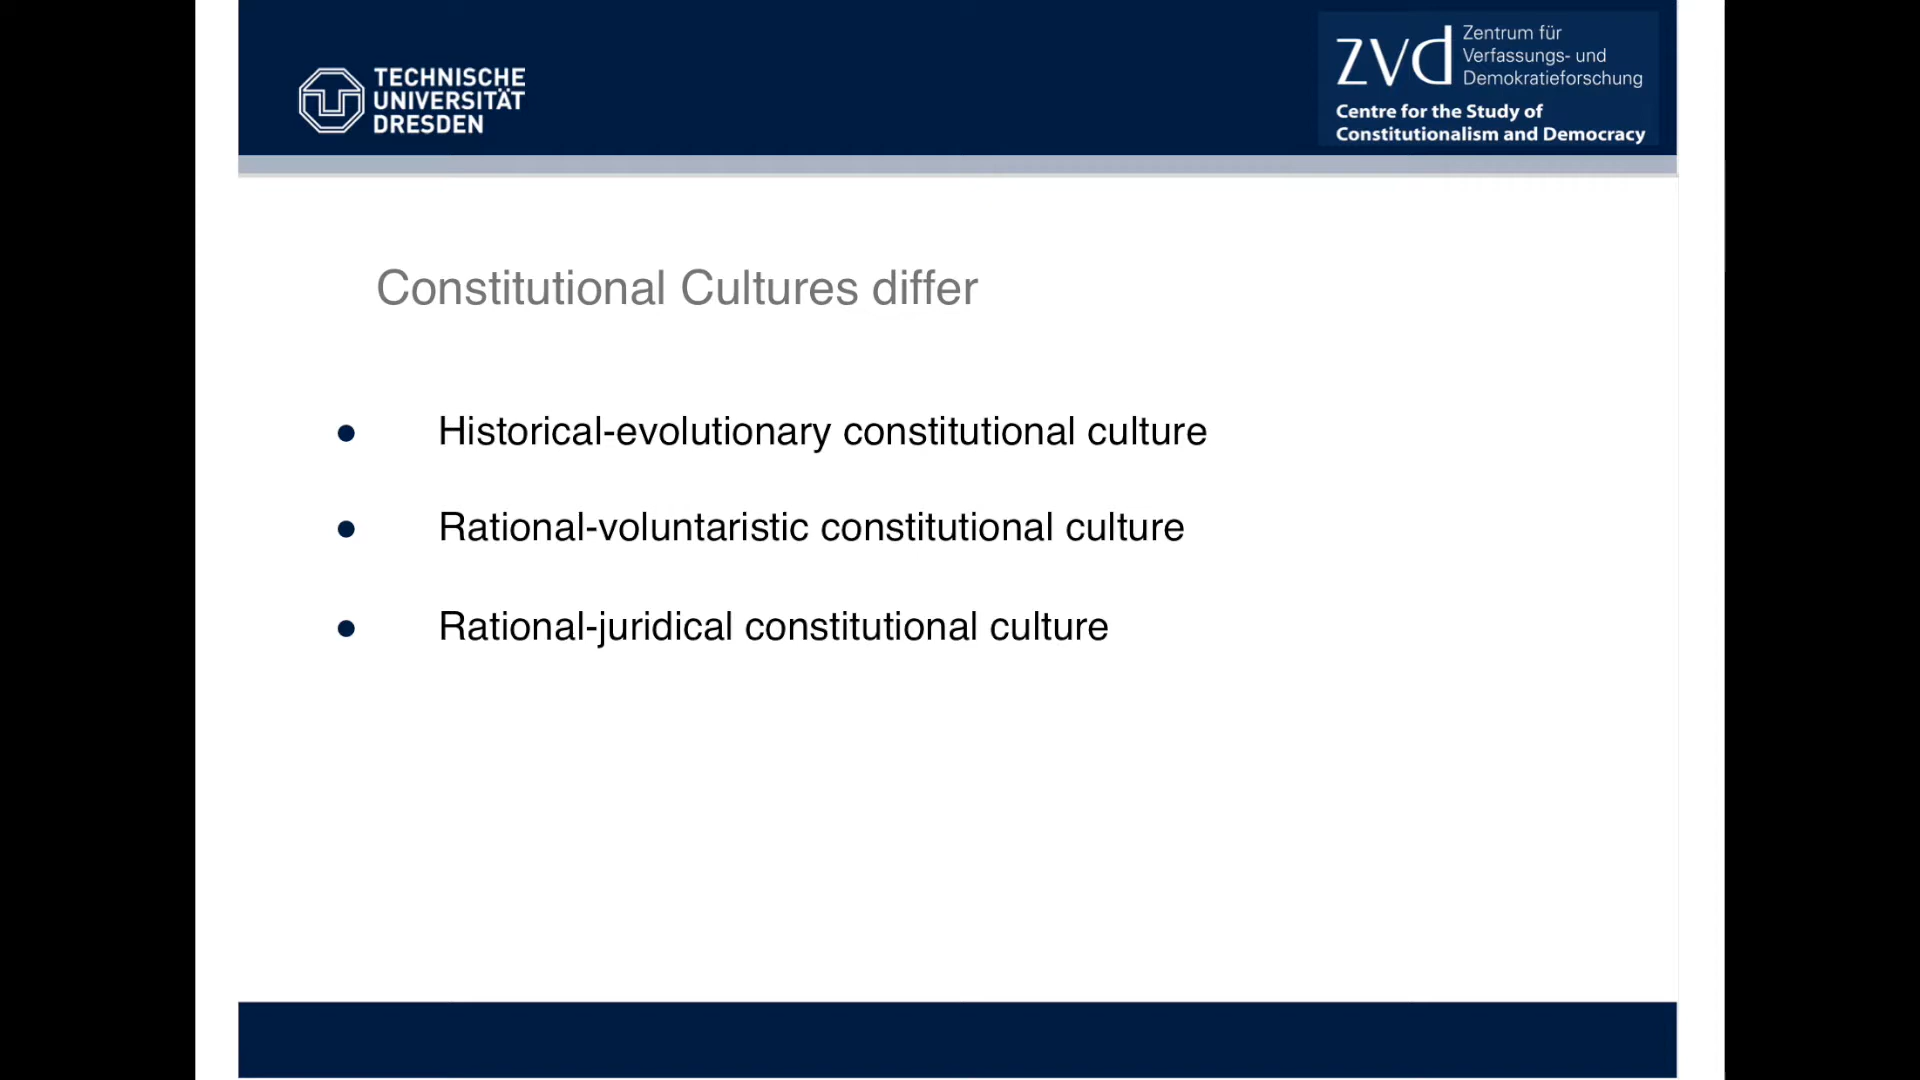 TECHNISCHE
UNIVERSITÄT
DRESDEN
zvd
Zentrum für
Verfassungs- und
Demokratieforschung
Centre for the Study of
Constitutionalism and Democracy
Constitutional Cultures differ
● Historical-evolutionary constitutional culture
● Rational-voluntaristic constitutional culture
● Rational-juridical constitutional culture